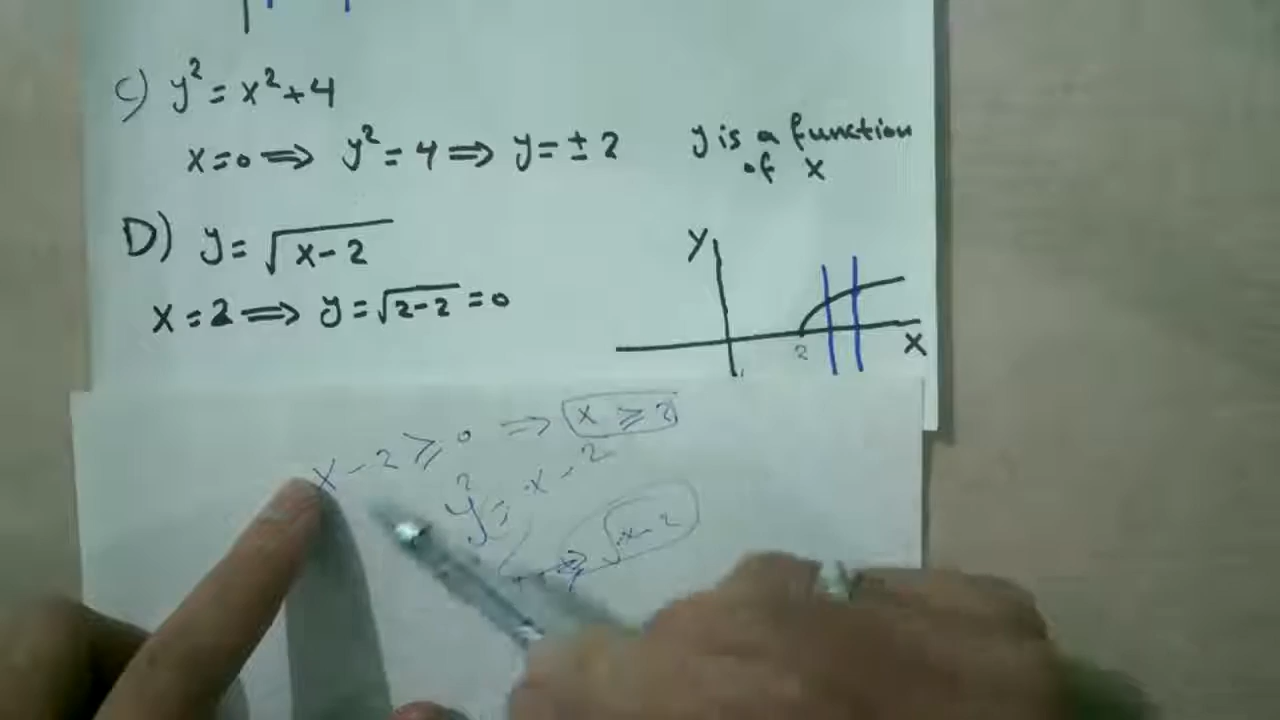 C) y² = x² + 4
x = 0 ⟹ y² = 4 ⟹ y = ± 2
y is a function
of x
D) y = √(x - 2)
x = 2 ⟹ y = √(2 - 2) = 0
y
2
x
x - 2 ≥ 0 ⟹ x ≥ 2
y² = x - 2
√(x - 2)